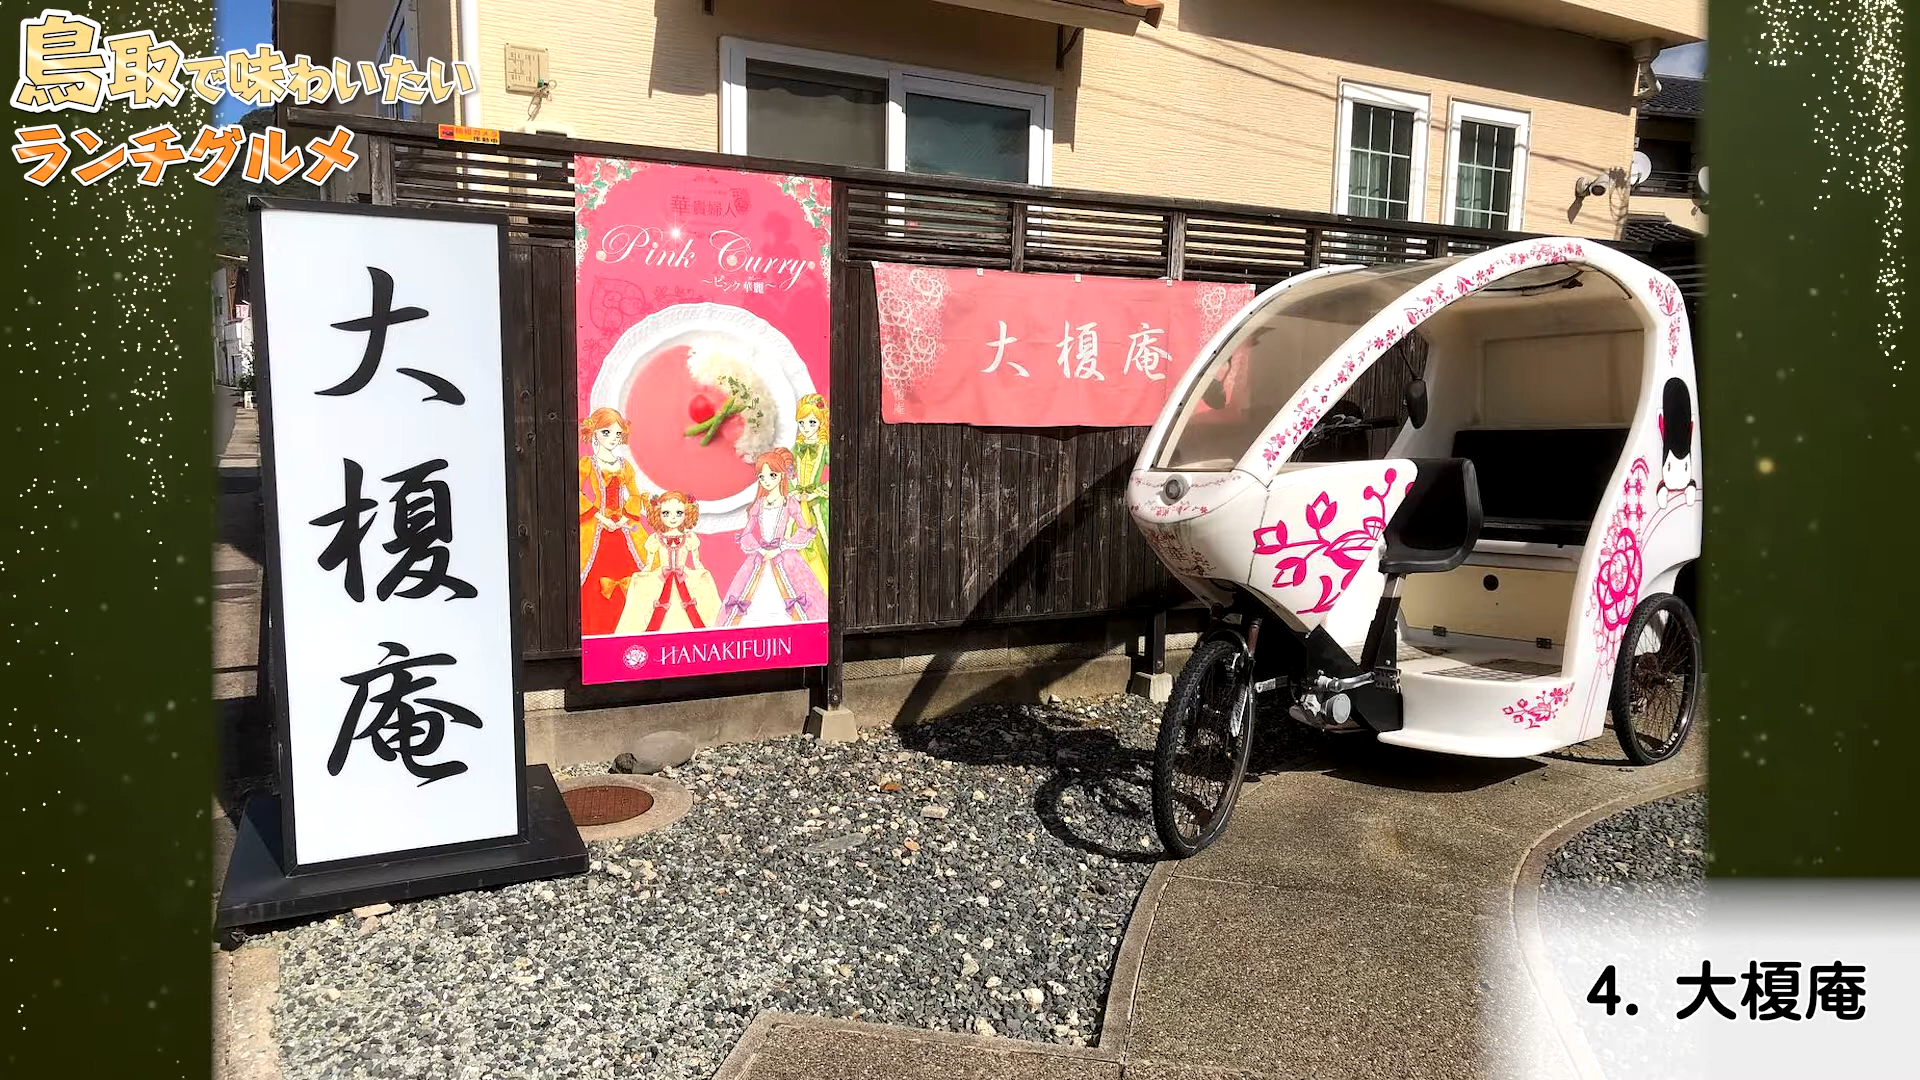 鳥取で味わいたい
ランチグルメ
大榎庵
華貴婦人
Pink Curry
～ピンク華麗～
HANAKIFUJIN
大榎庵
4. 大榎庵